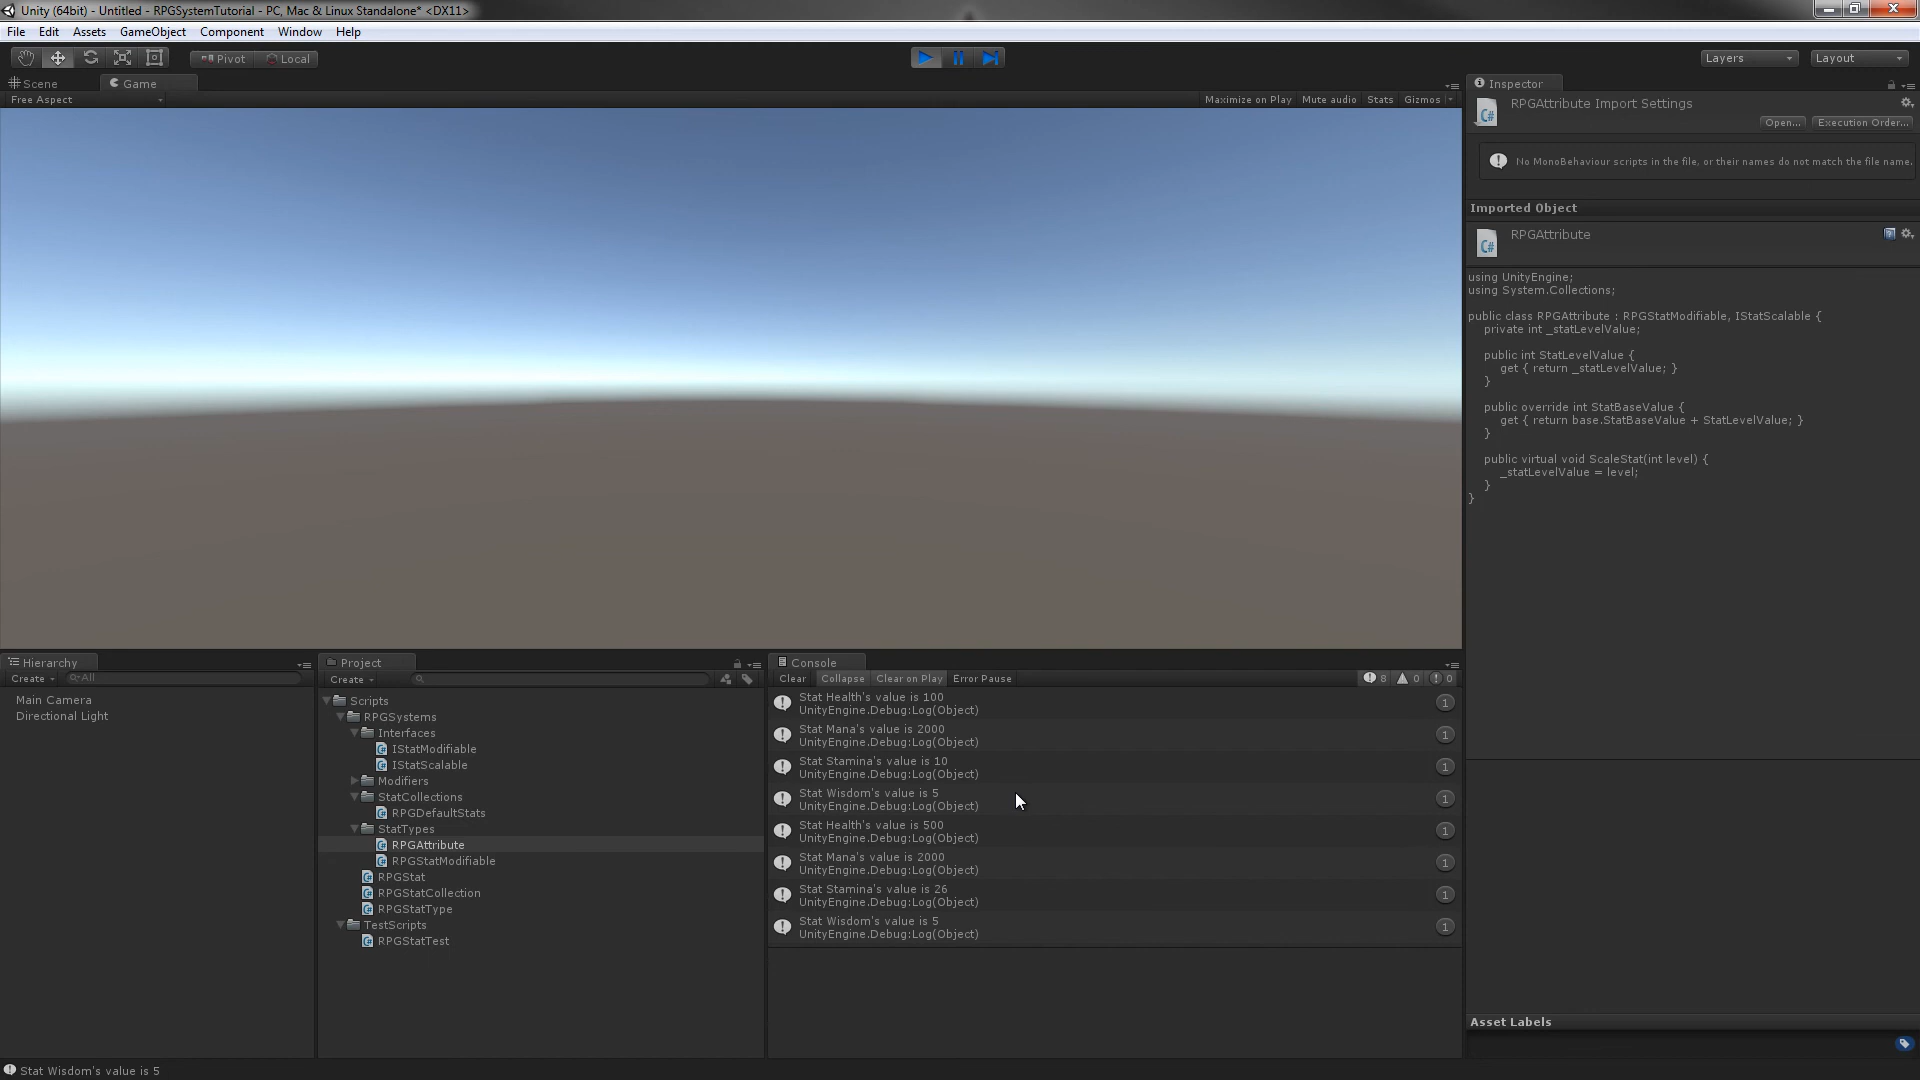 Unity (64bit) - Untitled - RPGSystemTutorial - PC, Mac & Linux Standalone* <DX11>
File Edit Assets GameObject Component Window Help
Pivot Local Layers Layout
Scene Game
Free Aspect Maximize on Play Mute audio Stats Gizmos
Inspector
RPGAttribute Import Settings
Open... Execution Order...
No MonoBehaviour scripts in the file, or their names do not match the file name.
Imported Object
RPGAttribute
using UnityEngine;
using System.Collections;
public class RPGAttribute : RPGStatModifiable, IStatScalable {
private int _statLevelValue;
public int StatLevelValue {
get { return _statLevelValue; }
}
public override int StatBaseValue {
get { return base.StatBaseValue + StatLevelValue; }
}
public virtual void ScaleStat(int level) {
_statLevelValue = level;
}
}
Asset Labels
Hierarchy
Create All
Main Camera
Directional Light
Project
Create
Scripts
RPGSystems
Interfaces
IStatModifiable
IStatScalable
Modifiers
StatCollections
RPGDefaultStats
StatTypes
RPGAttribute
RPGStatModifiable
RPGStat
RPGStatCollection
RPGStatType
TestScripts
RPGStatTest
Console
Clear Collapse Clear on Play Error Pause 8 0 0
Stat Health's value is 100
UnityEngine.Debug:Log(Object) 1
Stat Mana's value is 2000
UnityEngine.Debug:Log(Object) 1
Stat Stamina's value is 10
UnityEngine.Debug:Log(Object) 1
Stat Wisdom's value is 5
UnityEngine.Debug:Log(Object) 1
Stat Health's value is 500
UnityEngine.Debug:Log(Object) 1
Stat Mana's value is 2000
UnityEngine.Debug:Log(Object) 1
Stat Stamina's value is 26
UnityEngine.Debug:Log(Object) 1
Stat Wisdom's value is 5
UnityEngine.Debug:Log(Object) 1
Stat Wisdom's value is 5